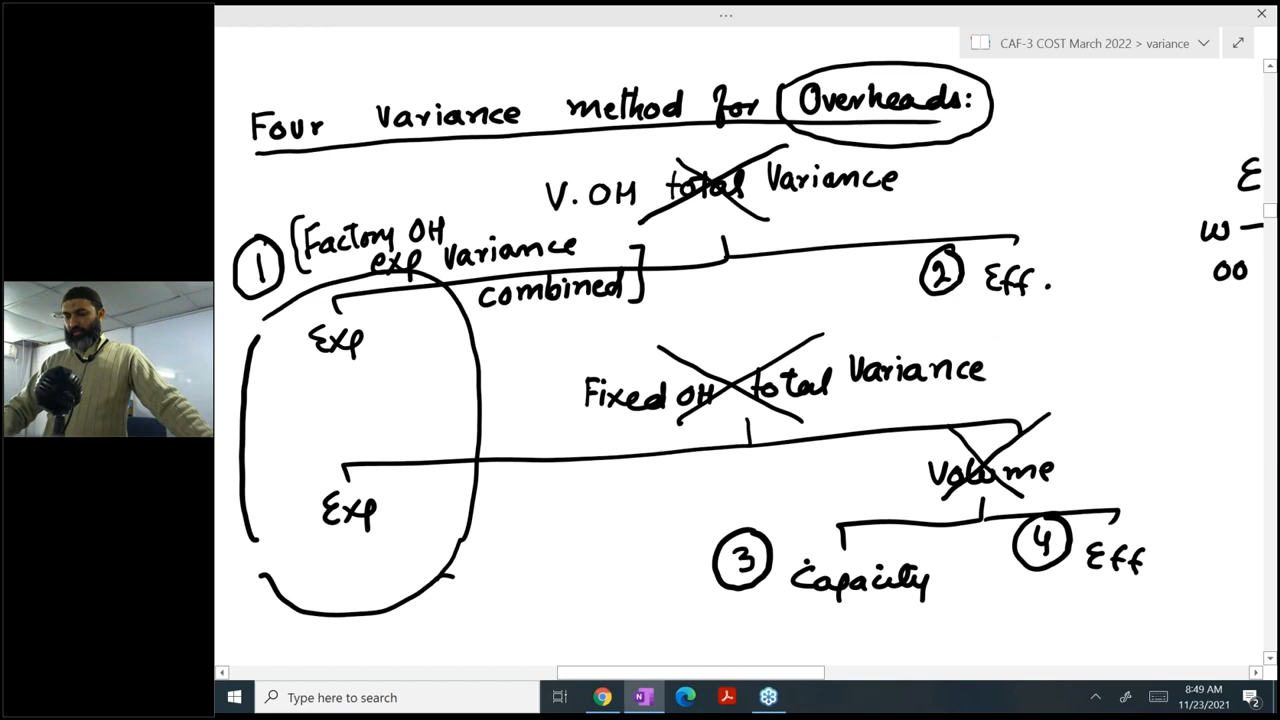 CAF-3 COST March 2022 > variance
Four Variance method for Overheads:
V. OH total Variance
① [Factory OH
exp Variance
combined]
② Eff.
Exp
Fixed OH total Variance
Exp
Volume
③ Capacity
④ Eff
Type here to search
8:49 AM
11/23/2021
2